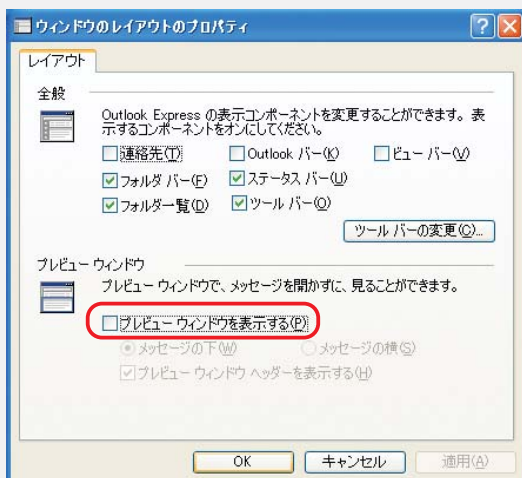 ウィンドウのレイアウトのプロパティ
レイアウト
全般
Outlook Express の表示コンポーネントを変更することができます。表
示するコンポーネントをオンにしてください。
連絡先(T) Outlook バー(K) ビュー バー(V)
フォルダ バー(F) ステータス バー(U)
フォルダ一覧(D) ツール バー(O)
ツール バーの変更(C)...
プレビュー ウィンドウ
プレビュー ウィンドウで、メッセージを開かずに、見ることができます。
プレビュー ウィンドウを表示する(P)
メッセージの下(W) メッセージの横(S)
プレビュー ウィンドウ ヘッダーを表示する(H)
OK キャンセル 適用(A)